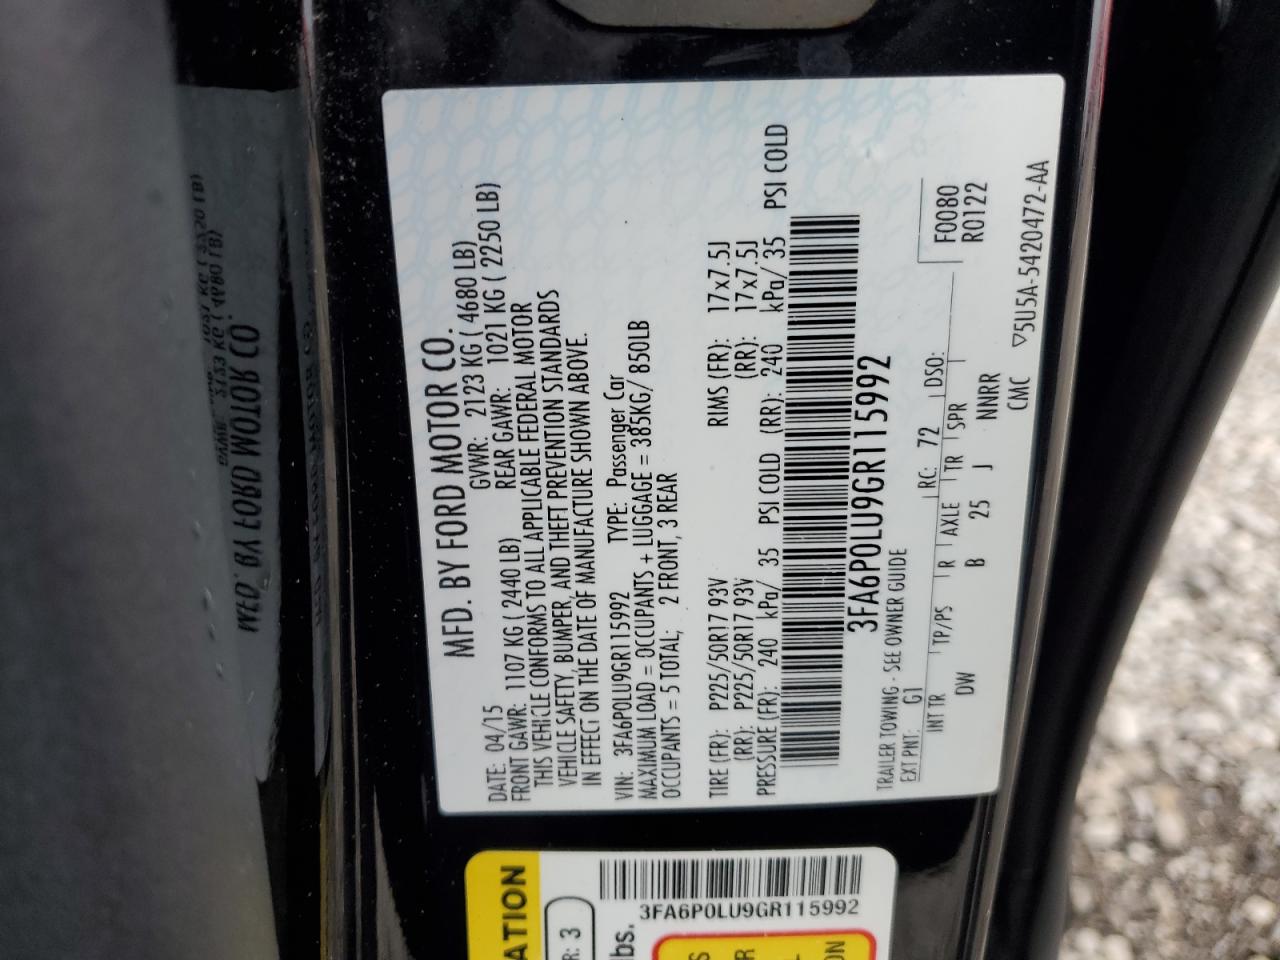 MFD. BY FORD MOTOR CO.
DATE: 04/15 GVWR: 2123 KG ( 4680 LB)
FRONT GAWR: 1107 KG ( 2440 LB) REAR GAWR: 1021 KG ( 2250 LB)
THIS VEHICLE CONFORMS TO ALL APPLICABLE FEDERAL MOTOR
VEHICLE SAFETY, BUMPER, AND THEFT PREVENTION STANDARDS
IN EFFECT ON THE DATE OF MANUFACTURE SHOWN ABOVE.
VIN: 3FA6P0LU9GR115992 TYPE: Passenger Car
MAXIMUM LOAD = OCCUPANTS + LUGGAGE = 385KG/ 850LB
OCCUPANTS = 5 TOTAL; 2 FRONT, 3 REAR
TIRE (FR): P225/50R17 93V RIMS (FR): 17x7.5J
(RR): P225/50R17 93V (RR): 17x7.5J
PRESSURE (FR): 240 kPa/ 35 PSI COLD (RR): 240 kPa/ 35 PSI COLD
3FA6P0LU9GR115992
TRAILER TOWING - SEE OWNER GUIDE
F0080
R0122
EXT PNT: G1 RC: 72 DSO:
INT TR TP/PS R AXLE TR SPR
DW B 25 J NNRR
CMC
▽5U5A-5420472-AA
ATION
R: 3
3FA6P0LU9GR115992
lbs.
S
R
L
ON